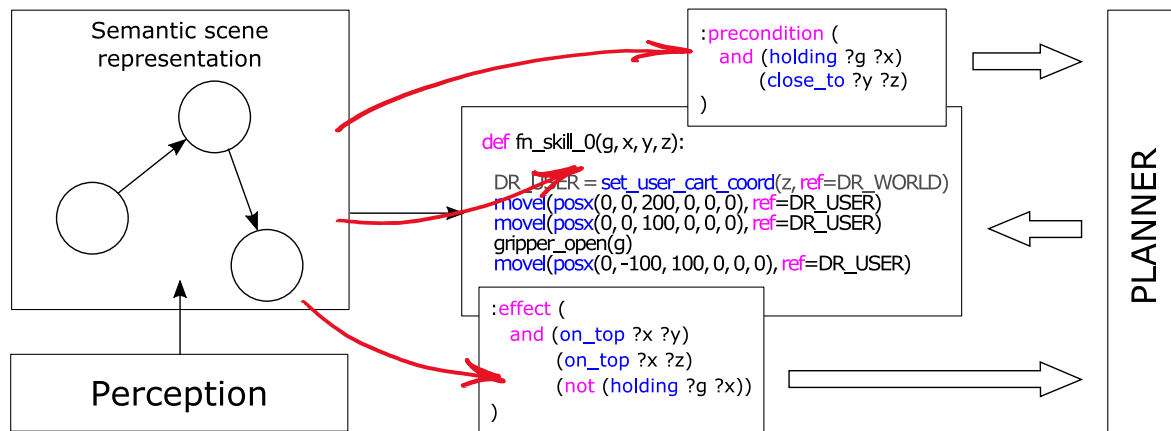 Semantic scene
representation
Perception
:precondition (
and (holding ?g ?x)
(close_to ?y ?z)
)
def fn_skill_0(g, x, y, z):
DR_USER = set_user_cart_coord(z, ref=DR_WORLD)
movel(posx(0, 0, 200, 0, 0, 0), ref=DR_USER)
movel(posx(0, 0, 100, 0, 0, 0), ref=DR_USER)
gripper_open(g)
movel(posx(0, -100, 100, 0, 0, 0), ref=DR_USER)
:effect (
and (on_top ?x ?y)
(on_top ?x ?z)
(not (holding ?g ?x))
)
PLANNER